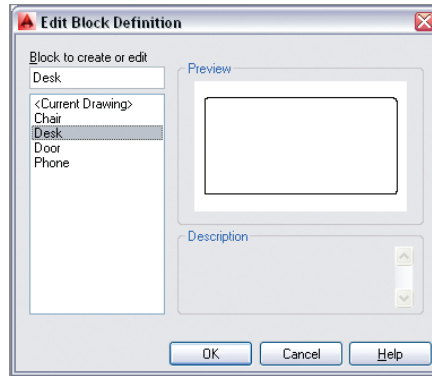 Edit Block Definition
Block to create or edit
Desk
<Current Drawing>
Chair
Desk
Door
Phone
Preview
Description
OK
Cancel
Help